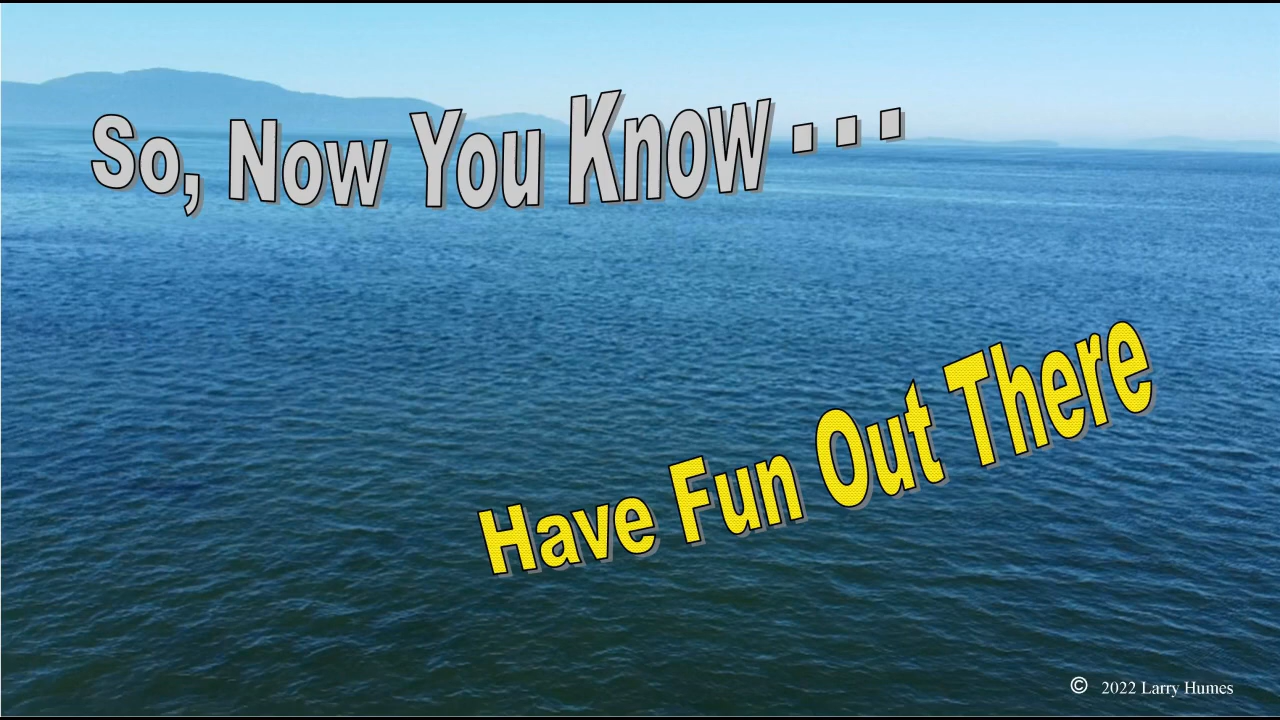 So, Now You Know . . .
Have Fun Out There
© 2022 Larry Humes